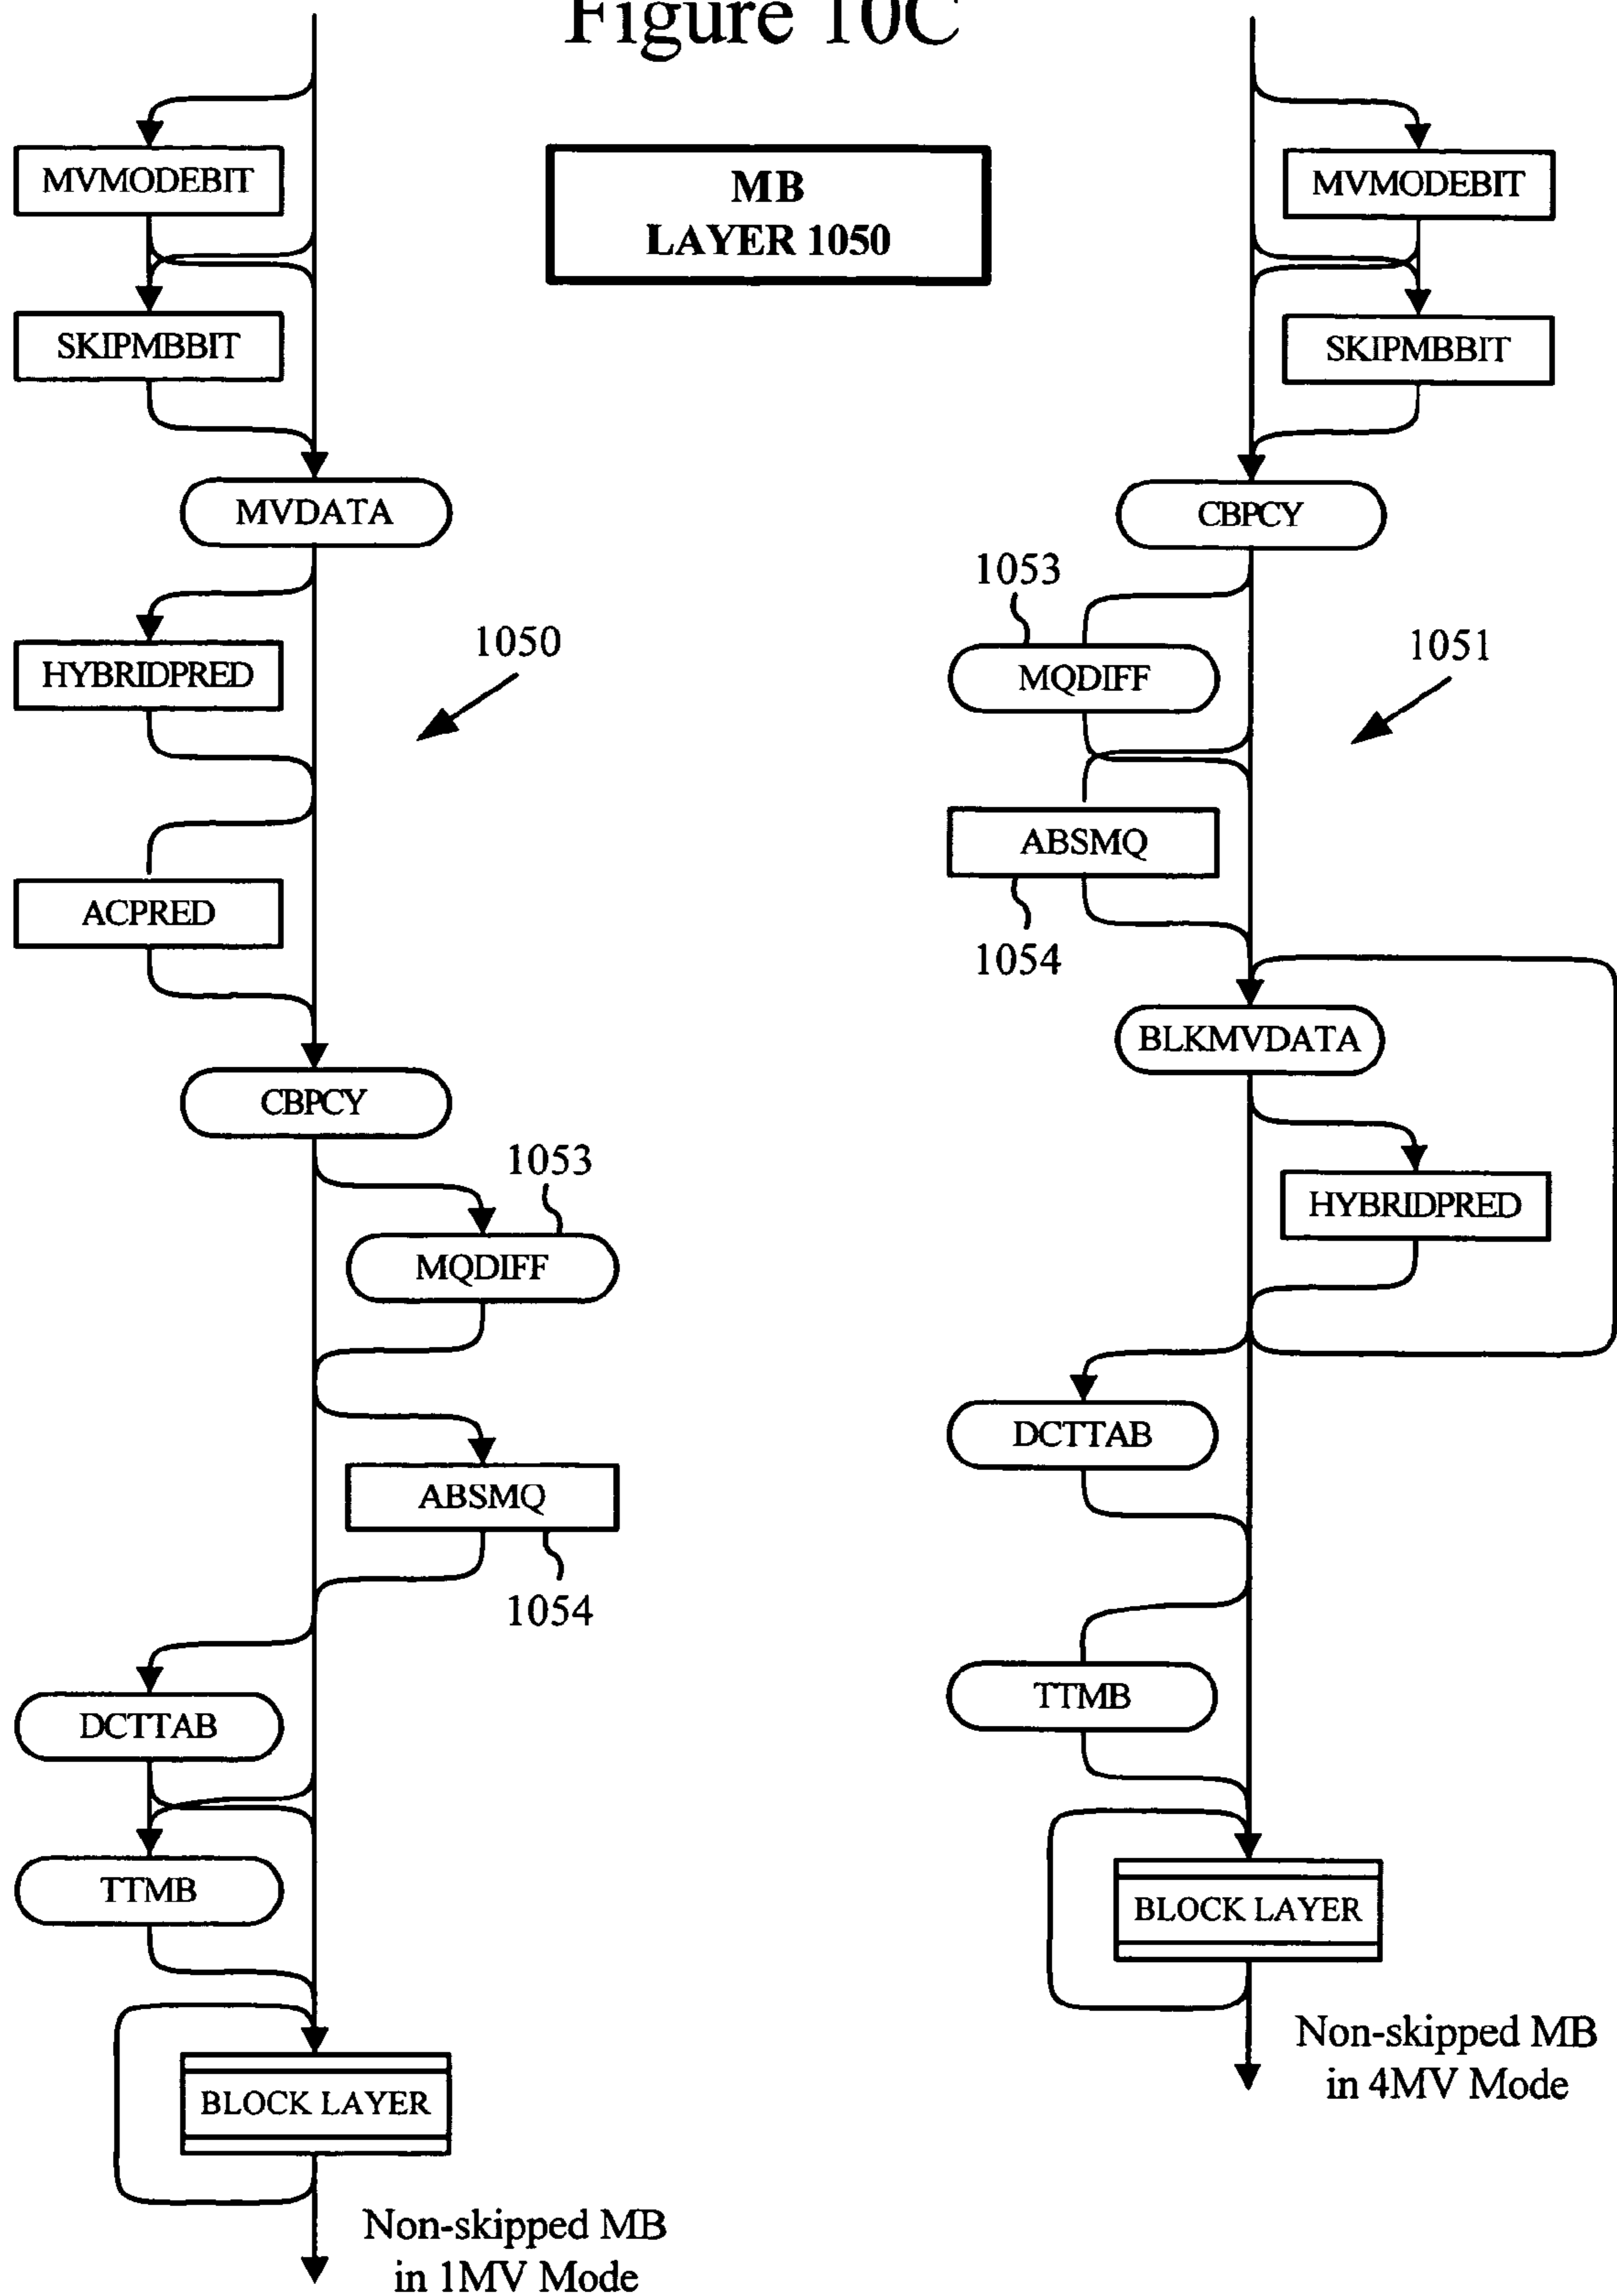 Figure 10C
MB
LAYER 1050
MVMODEBIT
SKIPMBBIT
MVDATA
HYBRIDPRED
1050
ACPRED
CBPCY
1053
MQDIFF
ABSMQ
1054
DCTTAB
TTMB
BLOCK LAYER
Non-skipped MB
in 1MV Mode
MVMODEBIT
SKIPMBBIT
CBPCY
1053
MQDIFF
1051
ABSMQ
1054
BLKMVDATA
HYBRIDPRED
DCTTAB
TTMB
BLOCK LAYER
Non-skipped MB
in 4MV Mode